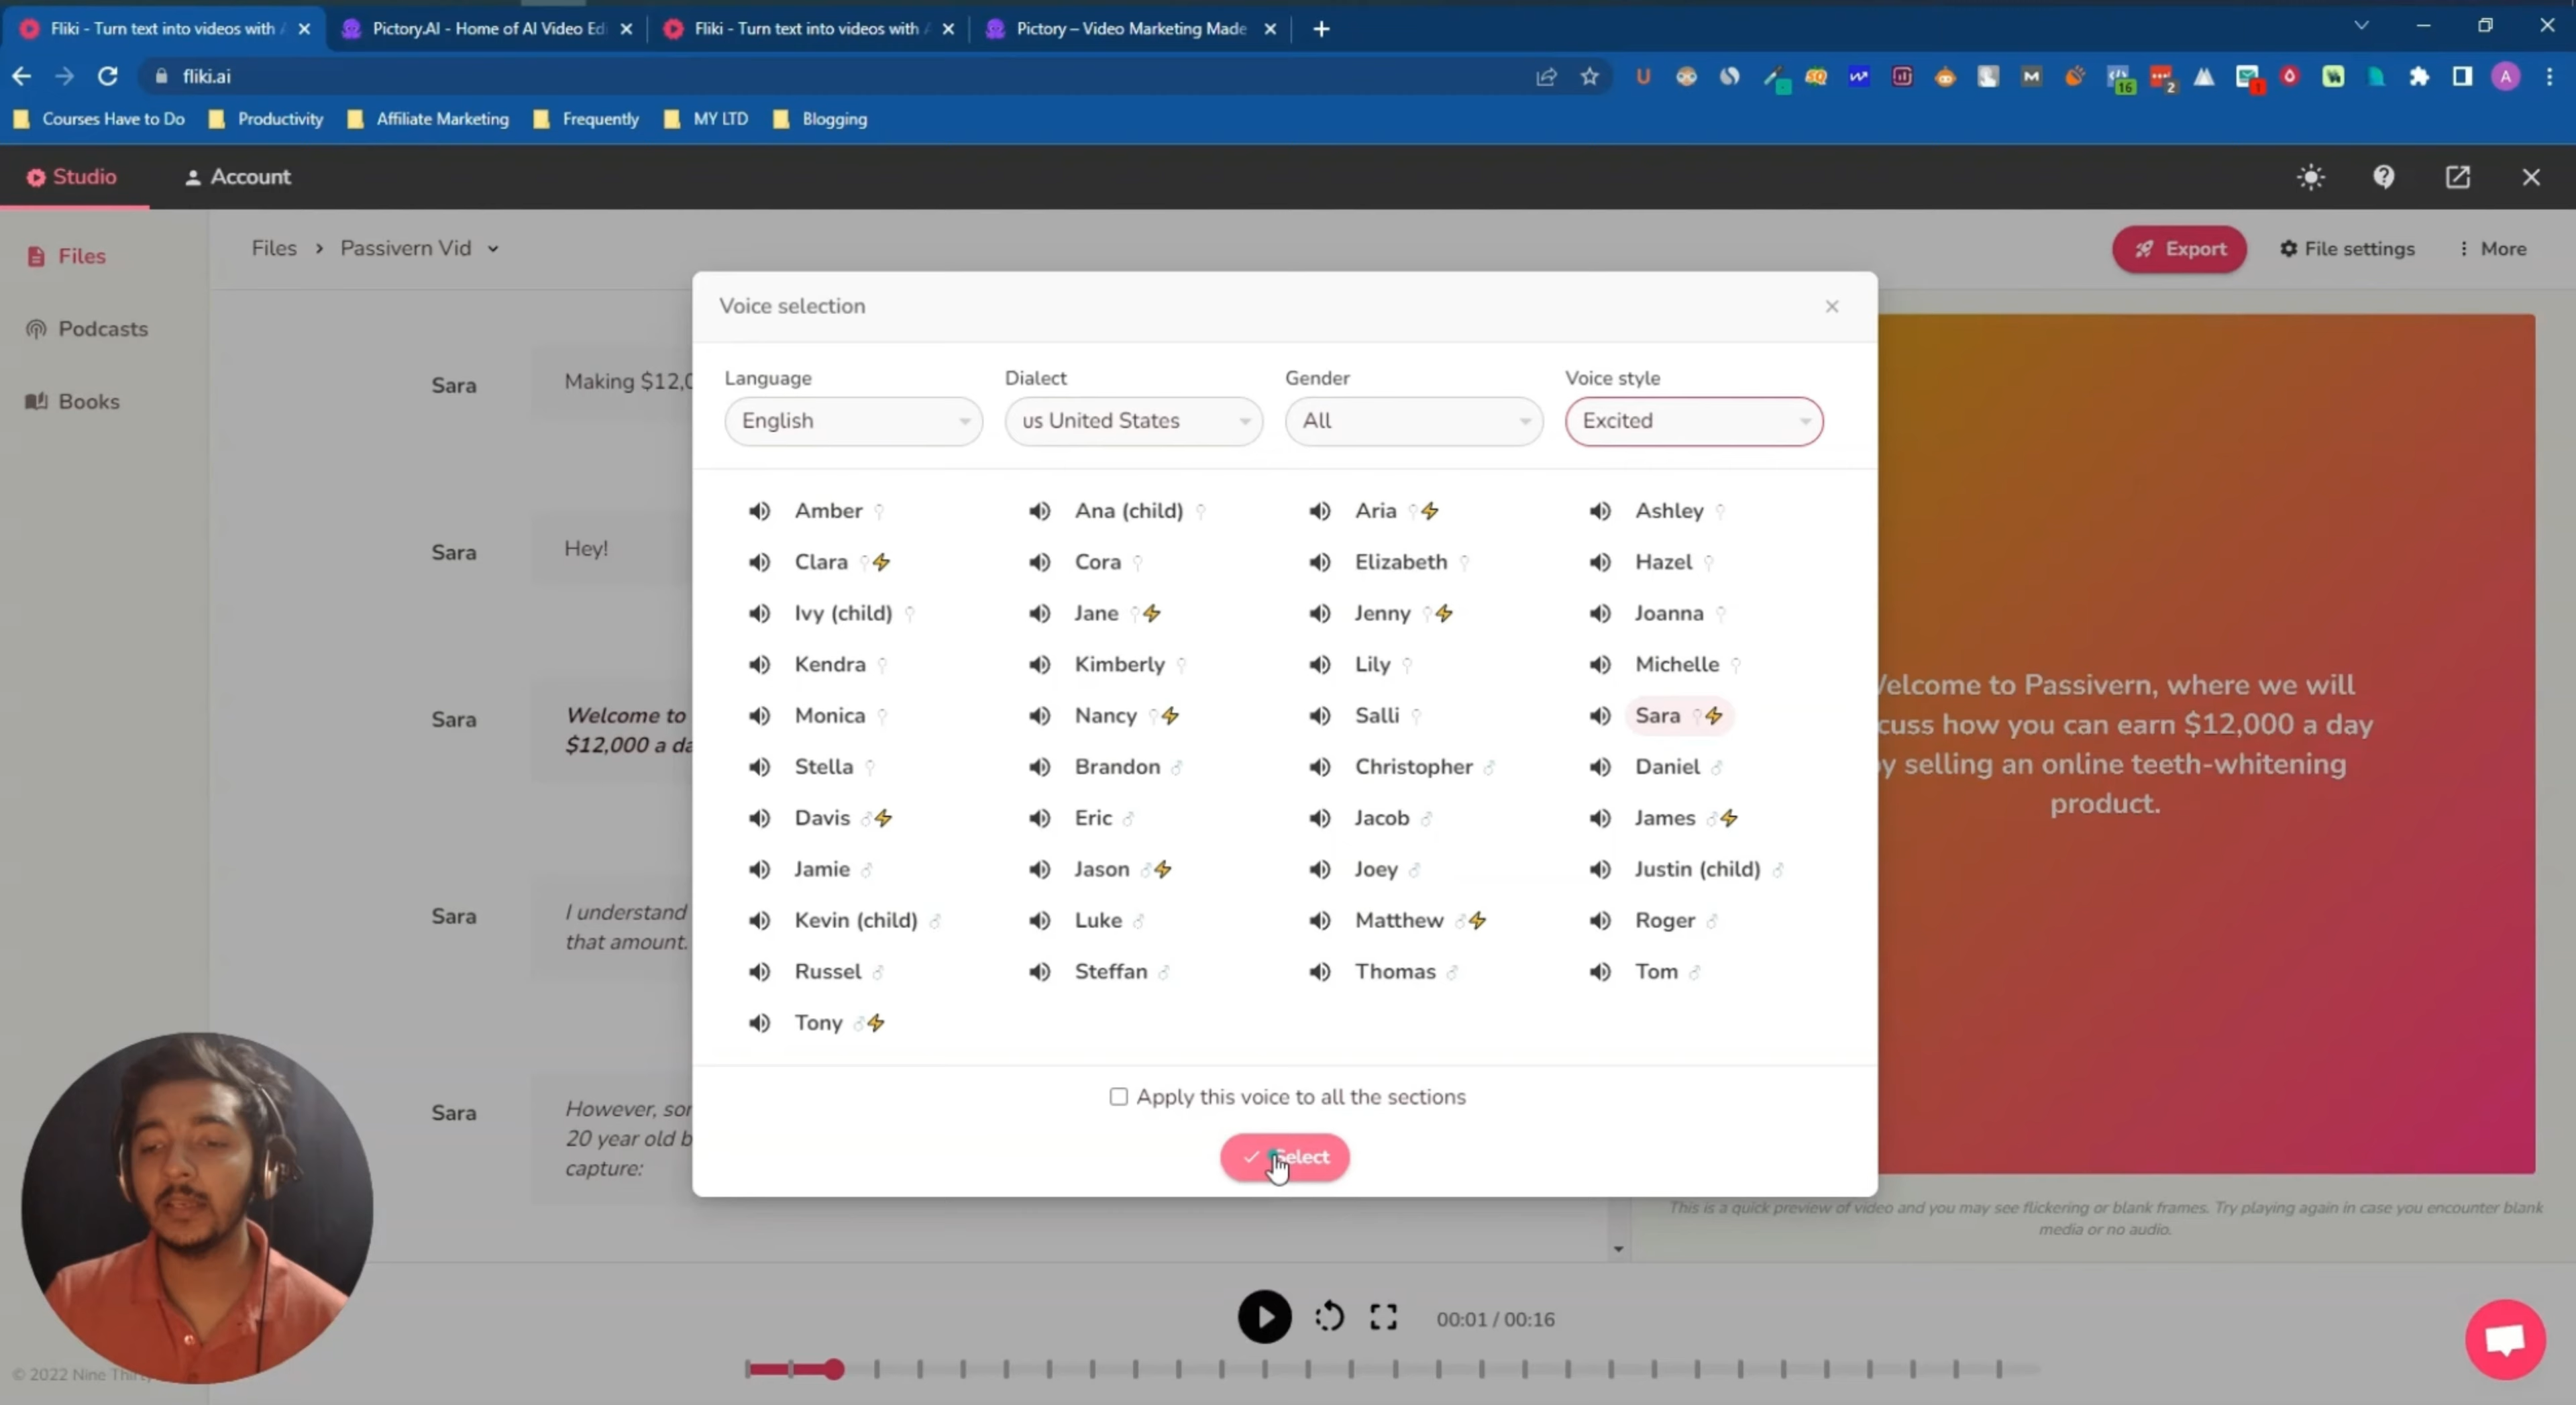 Fliki - Turn text into videos with
Pictory.AI - Home of AI Video Edi
Fliki - Turn text into videos with
Pictory – Video Marketing Made
fliki.ai
16
2
1
A
Courses Have to Do
Productivity
Affiliate Marketing
Frequently
MY LTD
Blogging
Studio
Account
Files
Podcasts
Books
Files > Passivern Vid
Export
File settings
More
Sara
Making $12,0
Sara
Hey!
Sara
Welcome to
$12,000 a da
Sara
I understand
that amount.
Sara
However, sor
20 year old b
capture:
Voice selection
Language
Dialect
Gender
Voice style
English
us United States
All
Excited
Amber
Ana (child)
Aria
Ashley
Clara
Cora
Elizabeth
Hazel
Ivy (child)
Jane
Jenny
Joanna
Kendra
Kimberly
Lily
Michelle
Monica
Nancy
Salli
Sara
Stella
Brandon
Christopher
Daniel
Davis
Eric
Jacob
James
Jamie
Jason
Joey
Justin (child)
Kevin (child)
Luke
Matthew
Roger
Russel
Steffan
Thomas
Tom
Tony
Apply this voice to all the sections
Select
Welcome to Passivern, where we will
cuss how you can earn $12,000 a day
y selling an online teeth-whitening
product.
This is a quick preview of video and you may see flickering or blank frames. Try playing again in case you encounter blank
media or no audio.
00:01 / 00:16
© 2022 Nine Thirty